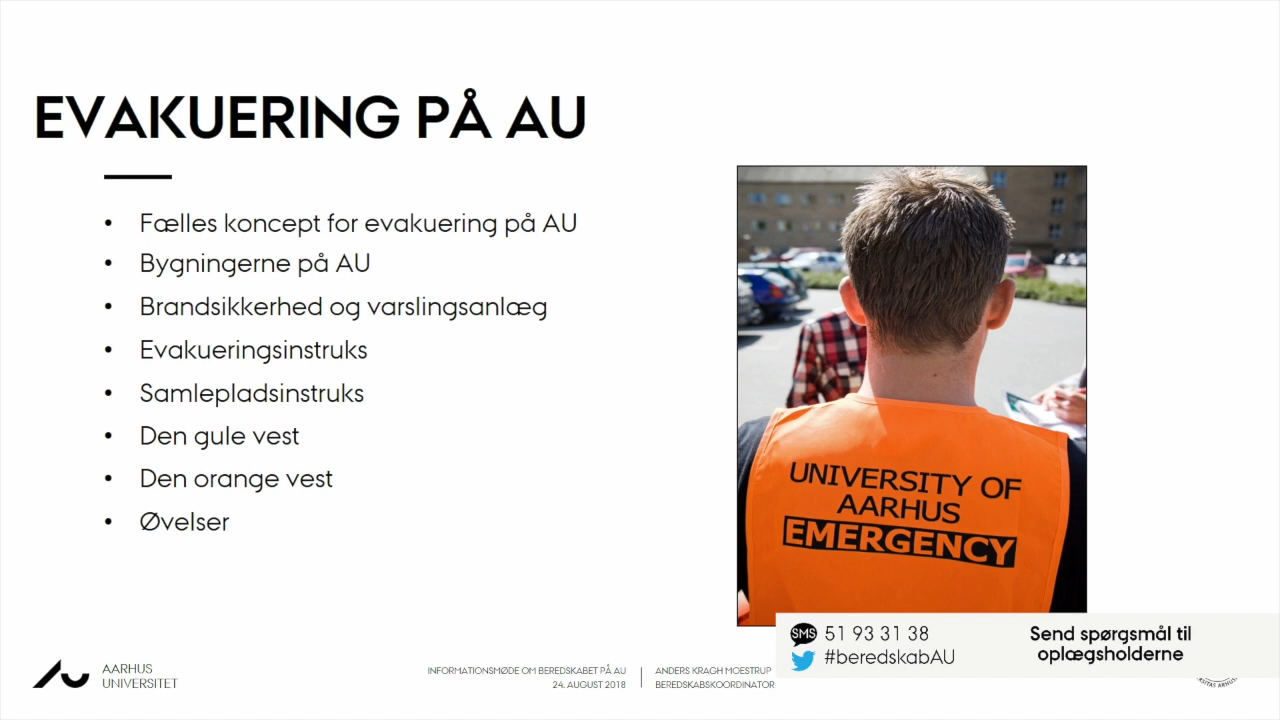 EVAKUERING PÅ AU
• Fælles koncept for evakuering på AU
• Bygningerne på AU
• Brandsikkerhed og varslingsanlæg
• Evakueringsinstruks
• Samlepladsinstruks
• Den gule vest
• Den orange vest
• Øvelser
UNIVERSITY OF
AARHUS
EMERGENCY
SMS 51 93 31 38
#beredskabAU
Send spørgsmål til
oplægsholderne
AARHUS
UNIVERSITET
INFORMATIONSMØDE OM BEREDSKABET PÅ AU
24. AUGUST 2018
ANDERS KRAGH MOESTRUP
BEREDSKABSKOORDINATOR